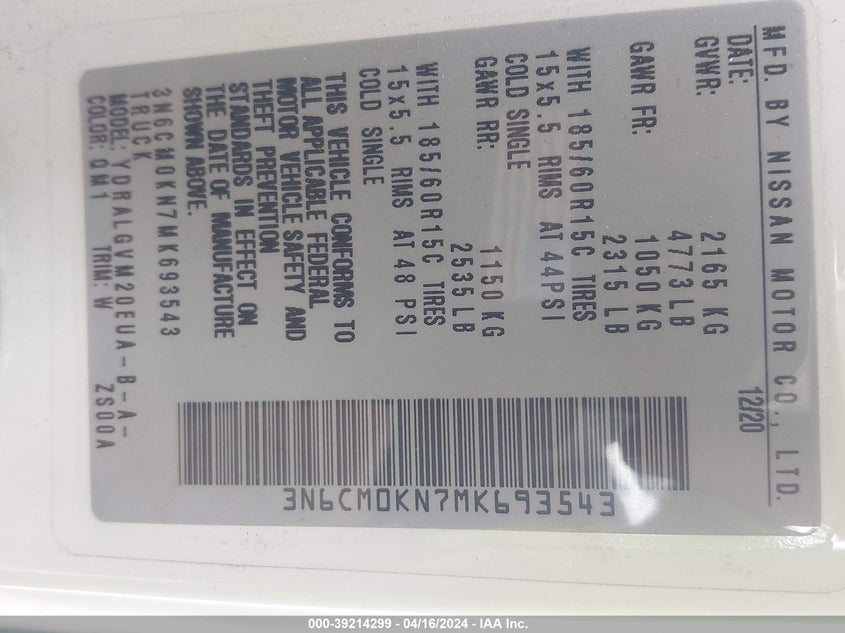 MFD. BY NISSAN MOTOR CO., LTD.
DATE: 12/20
GVWR: 2165 KG
4773 LB
GAWR FR: 1050 KG
2315 LB
WITH 185/60R15C TIRES
15x5.5 RIMS AT 44PSI
COLD SINGLE
GAWR RR: 1150 KG
2535 LB
WITH 185/60R15C TIRES
15x5.5 RIMS AT 48 PSI
COLD SINGLE
THIS VEHICLE CONFORMS TO
ALL APPLICABLE FEDERAL
MOTOR VEHICLE SAFETY AND
THEFT PREVENTION
STANDARDS IN EFFECT ON
THE DATE OF MANUFACTURE
SHOWN ABOVE.
3N6CM0KN7MK693543
TRUCK
MODEL: YDRALGVM20EUA-B-A-
COLOR: QM1 TRIM: W ZS00A
3N6CM0KN7MK693543
000-39214299 - 04/16/2024 - IAA Inc.